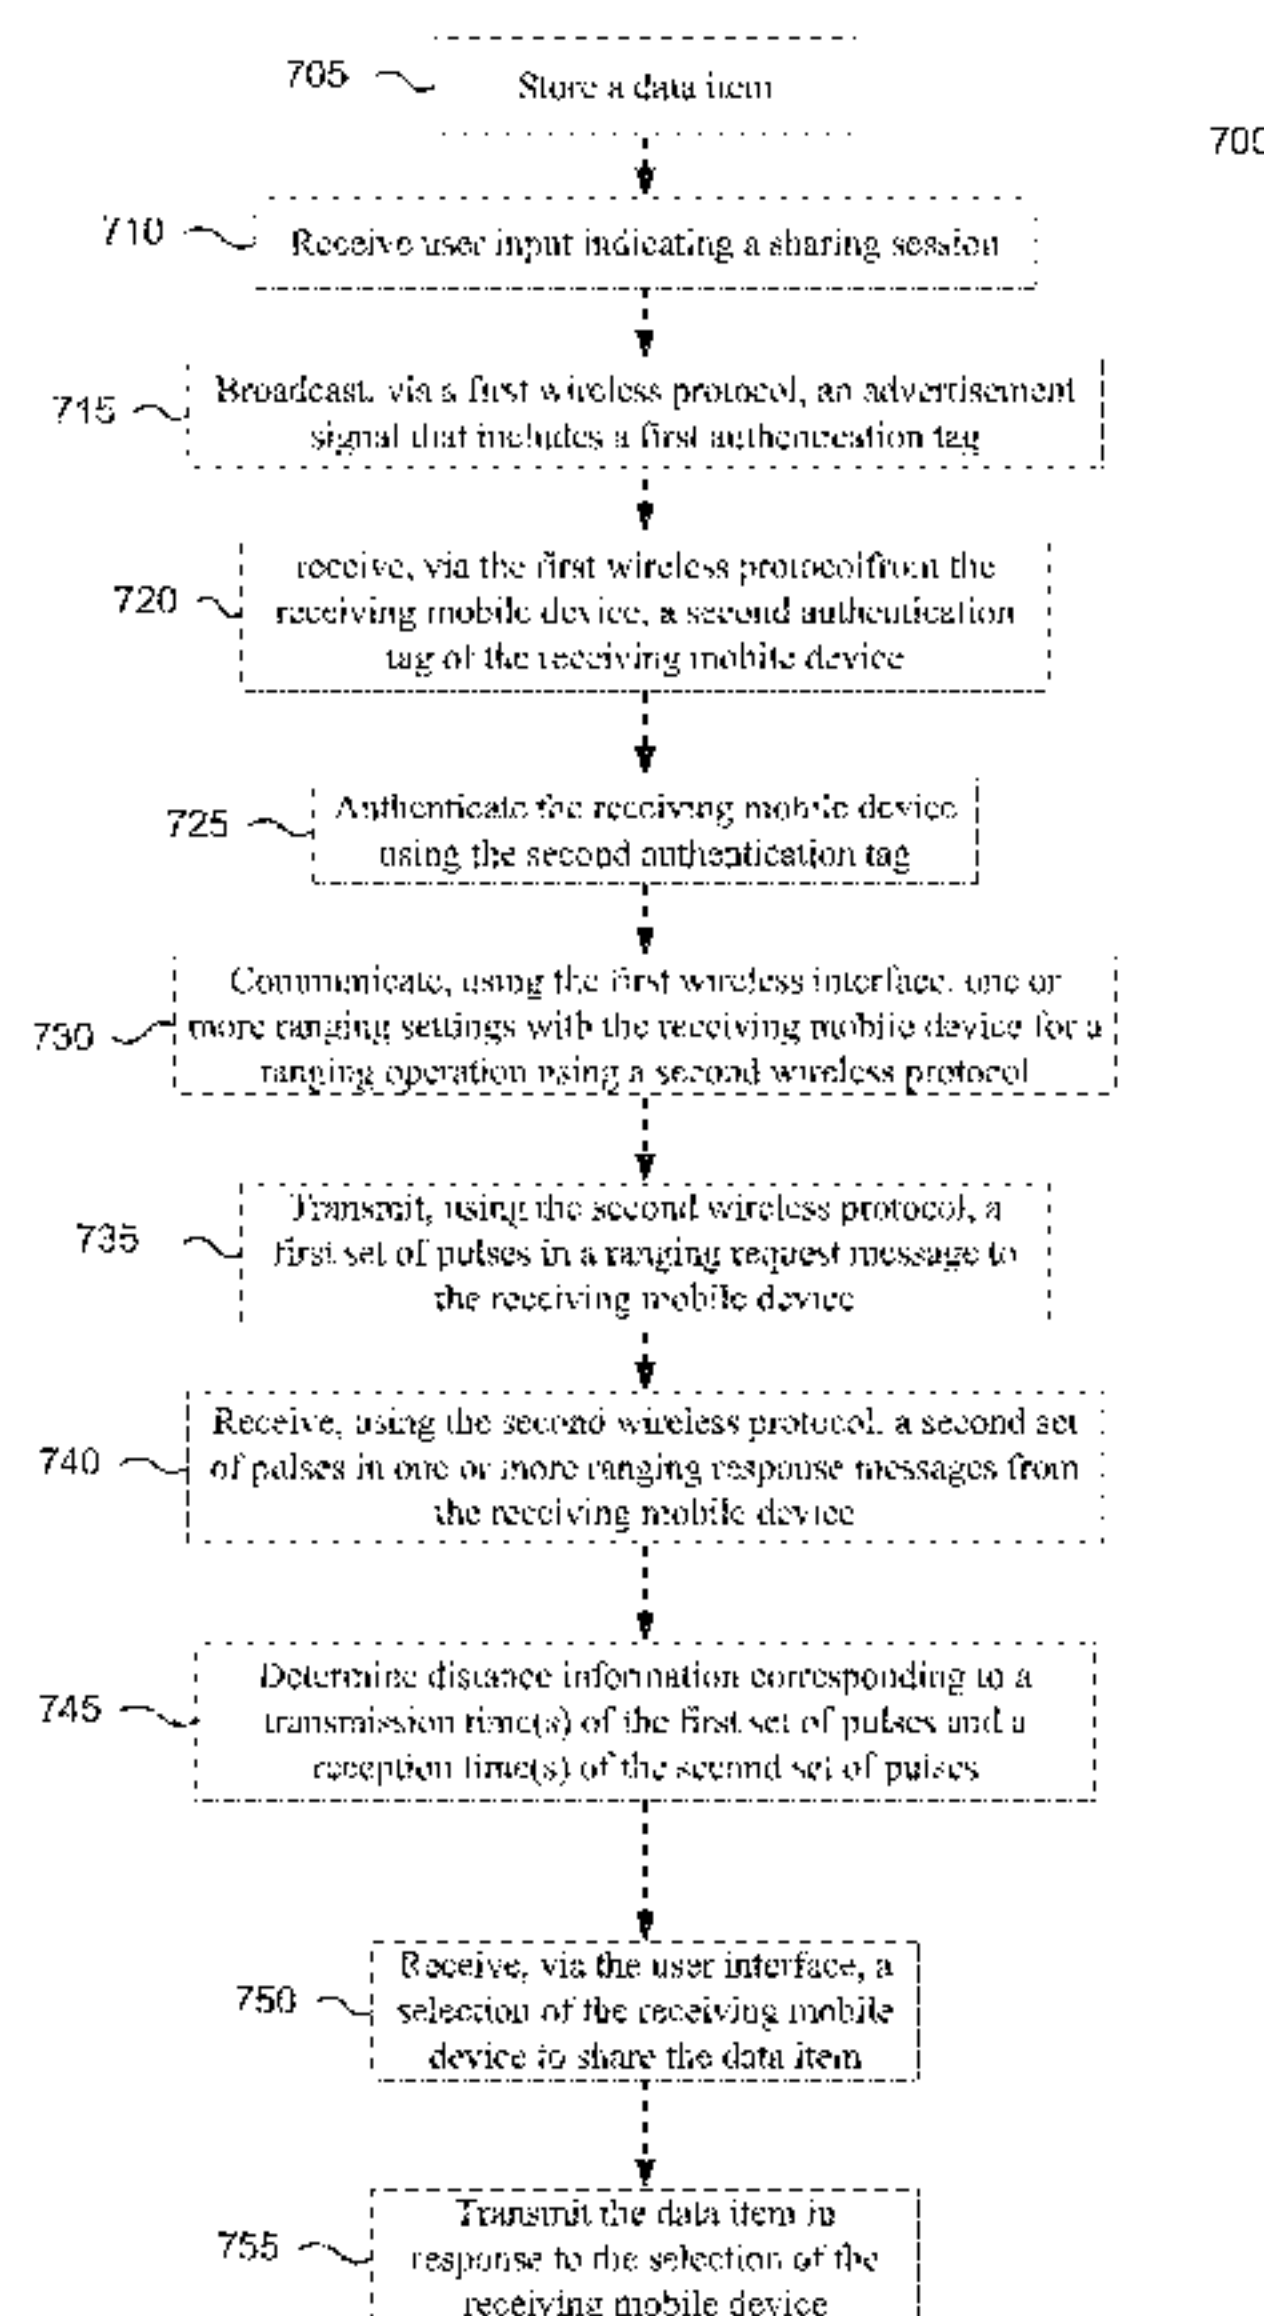 705
Store a data item
700
710
Receive user input indicating a sharing session
715
Broadcast, via a first wireless protocol, an advertisement
signal that includes a first authentication tag
720
receive, via the first wireless protocolfrom the
receiving mobile device, a second authentication
tag of the receiving mobile device
725
Authenticate the receiving mobile device
using the second authentication tag
730
Communicate, using the first wireless interface, one or
more ranging settings with the receiving mobile device for a
ranging operation using a second wireless protocol
735
Transmit, using the second wireless protocol, a
first set of pulses in a ranging request message to
the receiving mobile device
740
Receive, using the second wireless protocol, a second set
of pulses in one or more ranging response messages from
the receiving mobile device
745
Determine distance information corresponding to a
transmission time(s) of the first set of pulses and a
reception time(s) of the second set of pulses
750
Receive, via the user interface, a
selection of the receiving mobile
device to share the data item
755
Transmit the data item in
response to the selection of the
receiving mobile device